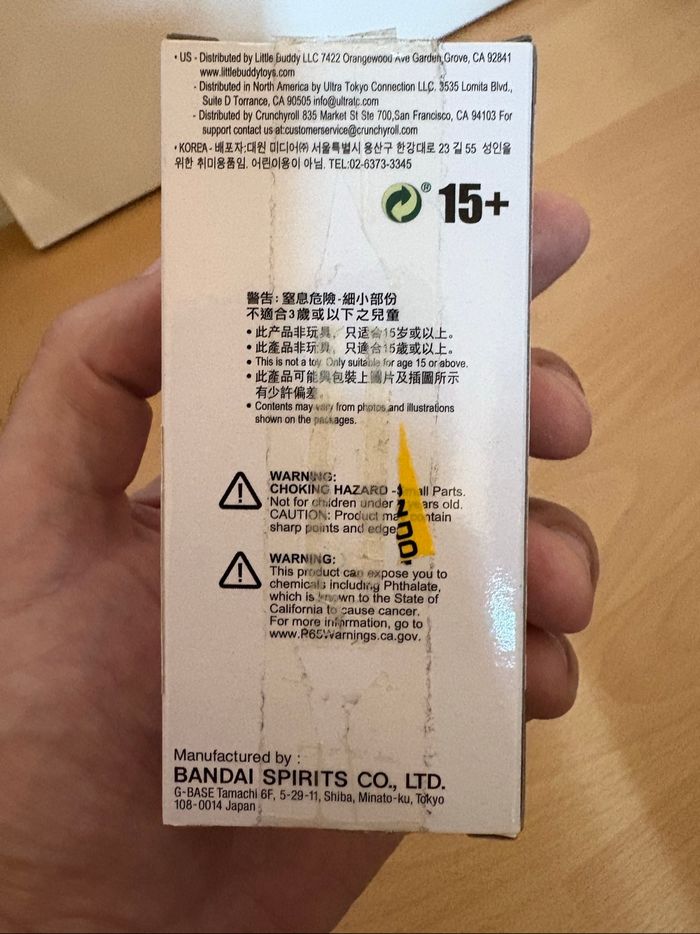 • US - Distributed by Little Buddy LLC 7422 Orangewood Ave Garden Grove, CA 92841
www.littlebuddytoys.com
- Distributed in North America by Ultra Tokyo Connection LLC. 3535 Lomita Blvd.,
Suite D Torrance, CA 90505 info@ultratc.com
- Distributed by Crunchyroll 835 Market St Ste 700,San Francisco, CA 94103 For
support contact us at:customerservice@crunchyroll.com
• KOREA - 배포자:대원 미디어㈜ 서울특별시 용산구 한강대로 23 길 55 성인을
위한 취미용품임. 어린이용이 아님. TEL:02-6373-3345
® 15+
警告: 窒息危險-細小部份
不適合3歲或以下之兒童
• 此产品非玩具，只适合15岁或以上。
• 此產品非玩具，只適合15歲或以上。
• This is not a toy. Only suitable for age 15 or above.
• 此產品可能與包裝上圖片及插圖所示
有少許偏差
• Contents may vary from photos and illustrations
shown on the packages.
WARNING:
CHOKING HAZARD - Small Parts.
Not for children under years old.
CAUTION: Product may contain
sharp points and edge
WARNING:
This product can expose you to
chemicals including Phthalate,
which is known to the State of
California to cause cancer.
For more information, go to
www.P65Warnings.ca.gov.
Manufactured by :
BANDAI SPIRITS CO., LTD.
G-BASE Tamachi 6F, 5-29-11, Shiba, Minato-ku, Tokyo
108-0014 Japan